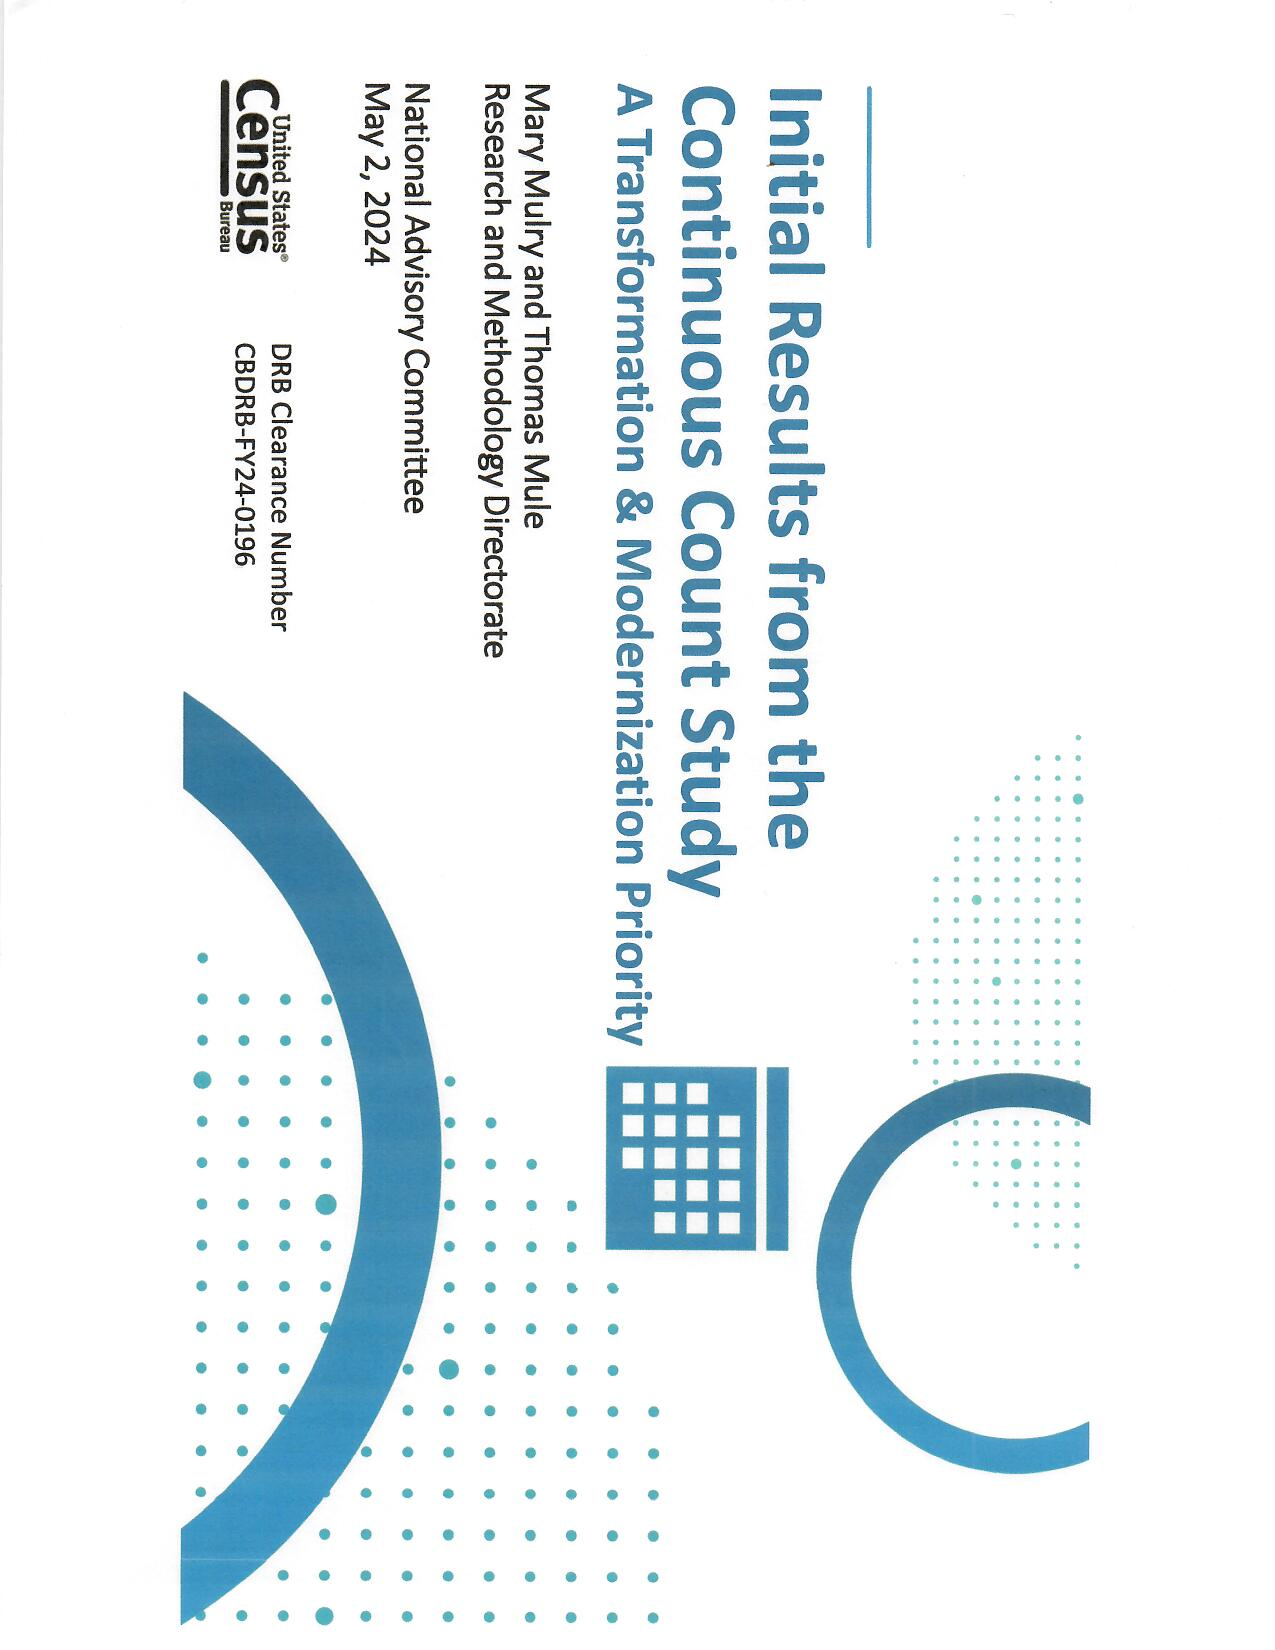 Initial Results from the
Continuous Count Study
A Transformation & Modernization Priority
Mary Mulry and Thomas Mule
Research and Methodology Directorate
National Advisory Committee
May 2, 2024
United States®
Census
Bureau
DRB Clearance Number
CBDRB-FY24-0196